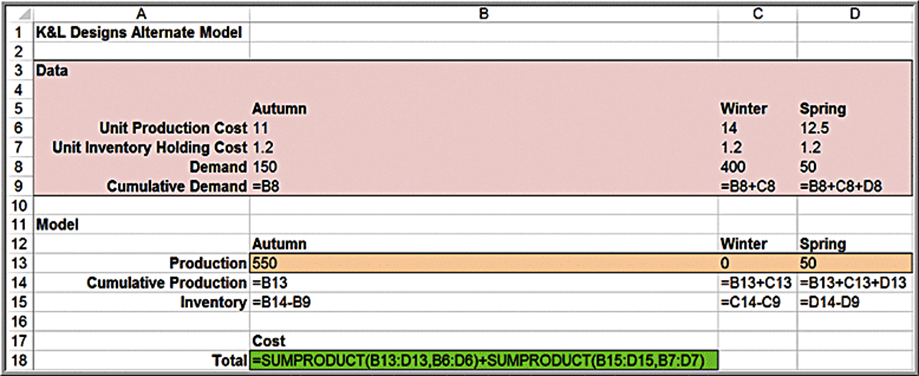 A B C D
1 K&L Designs Alternate Model
2
3 Data
4
5 Autumn Winter Spring
6 Unit Production Cost 11 14 12.5
7 Unit Inventory Holding Cost 1.2 1.2 1.2
8 Demand 150 400 50
9 Cumulative Demand =B8 =B8+C8 =B8+C8+D8
10
11 Model
12 Autumn Winter Spring
13 Production 550 0 50
14 Cumulative Production =B13 =B13+C13 =B13+C13+D13
15 Inventory =B14-B9 =C14-C9 =D14-D9
16
17 Cost
18 Total =SUMPRODUCT(B13:D13,B6:D6)+SUMPRODUCT(B15:D15,B7:D7)